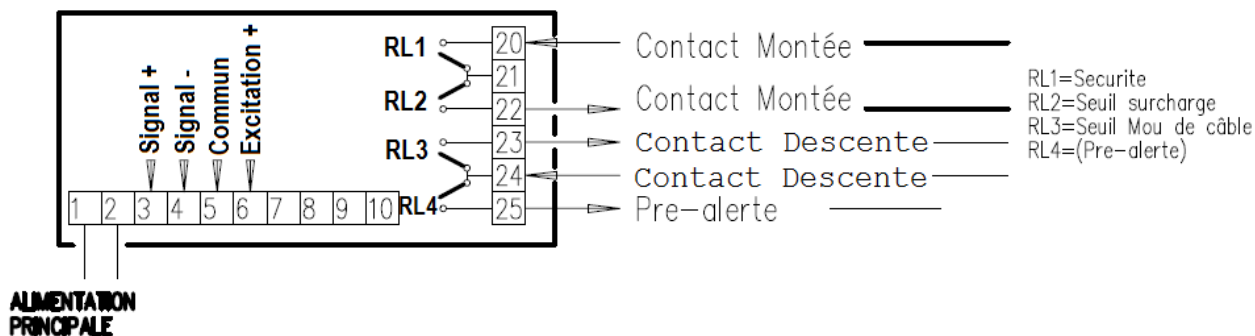 RL1
20
Contact Montée
21
RL2
22
Contact Montée
RL3
23
Contact Descente
24
Contact Descente
RL4
25
Pre-alerte
RL1=Securite
RL2=Seuil surcharge
RL3=Seuil Mou de câble
RL4=(Pre-alerte)
Signal +
Signal -
Commun
Excitation +
1 2 3 4 5 6 7 8 9 10
ALIMENTATION
PRINCIPALE